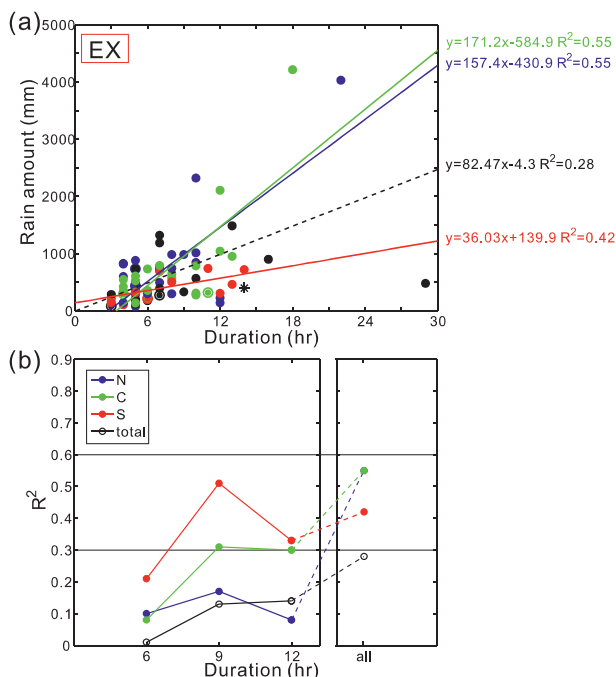 (a)
EX
Rain amount (mm)
5000
4000
3000
2000
1000
0
0 6 12 18 24 30
Duration (hr)
y=171.2x-584.9 R²=0.55
y=157.4x-430.9 R²=0.55
y=82.47x-4.3 R²=0.28
y=36.03x+139.9 R²=0.42
*
(b)
R²
0.9
0.8
0.7
0.6
0.5
0.4
0.3
0.2
0.1
0
N
C
S
total
6 9 12 all
Duration (hr)